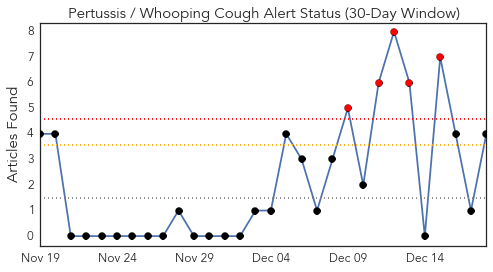 Pertussis / Whooping Cough Alert Status (30-Day Window)
Articles Found
8
7
6
5
4
3
2
1
0
Nov 19
Nov 24
Nov 29
Dec 04
Dec 09
Dec 14